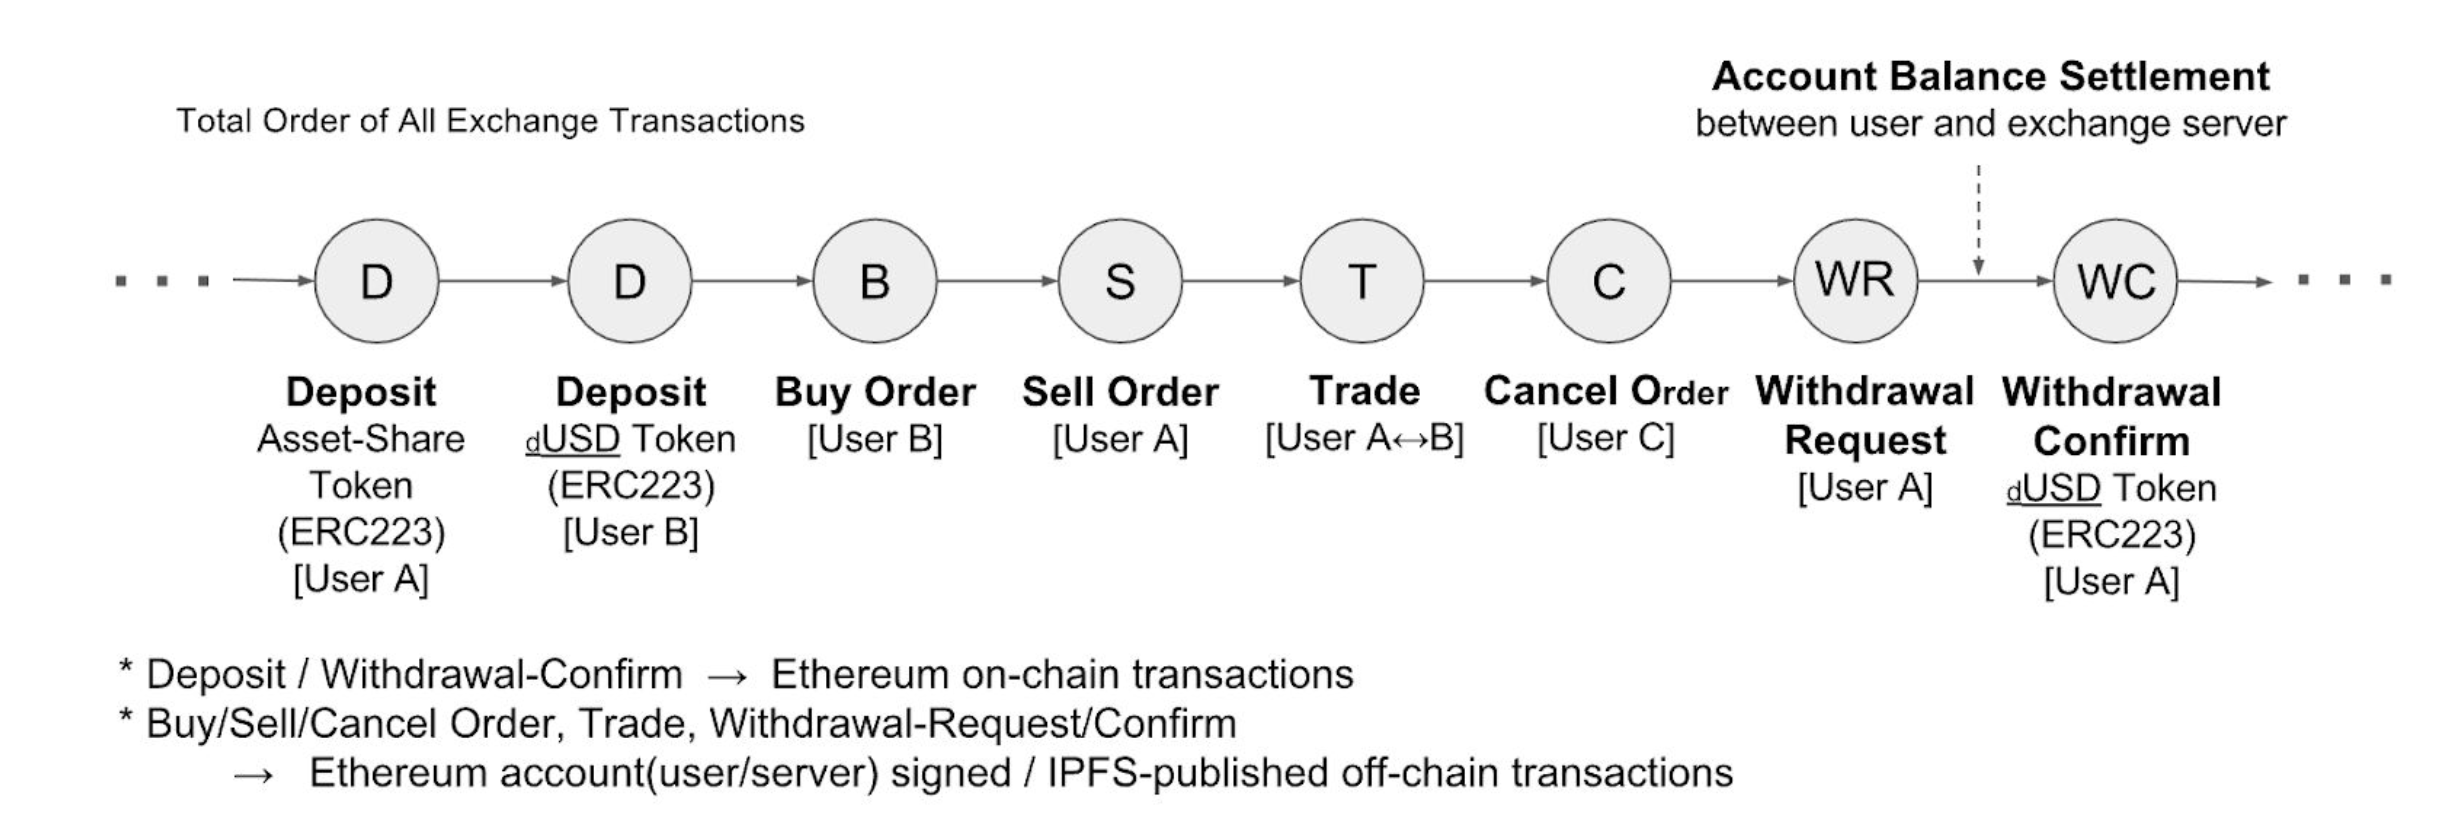 Account Balance Settlement
Total Order of All Exchange Transactions
between user and exchange server
. . . D D B S T C WR WC . . .
Deposit
Asset-Share
Token
(ERC223)
[User A]
Deposit
dUSD Token
(ERC223)
[User B]
Buy Order
[User B]
Sell Order
[User A]
Trade
[User A↔B]
Cancel Order
[User C]
Withdrawal
Request
[User A]
Withdrawal
Confirm
dUSD Token
(ERC223)
[User A]
* Deposit / Withdrawal-Confirm → Ethereum on-chain transactions
* Buy/Sell/Cancel Order, Trade, Withdrawal-Request/Confirm
→ Ethereum account(user/server) signed / IPFS-published off-chain transactions